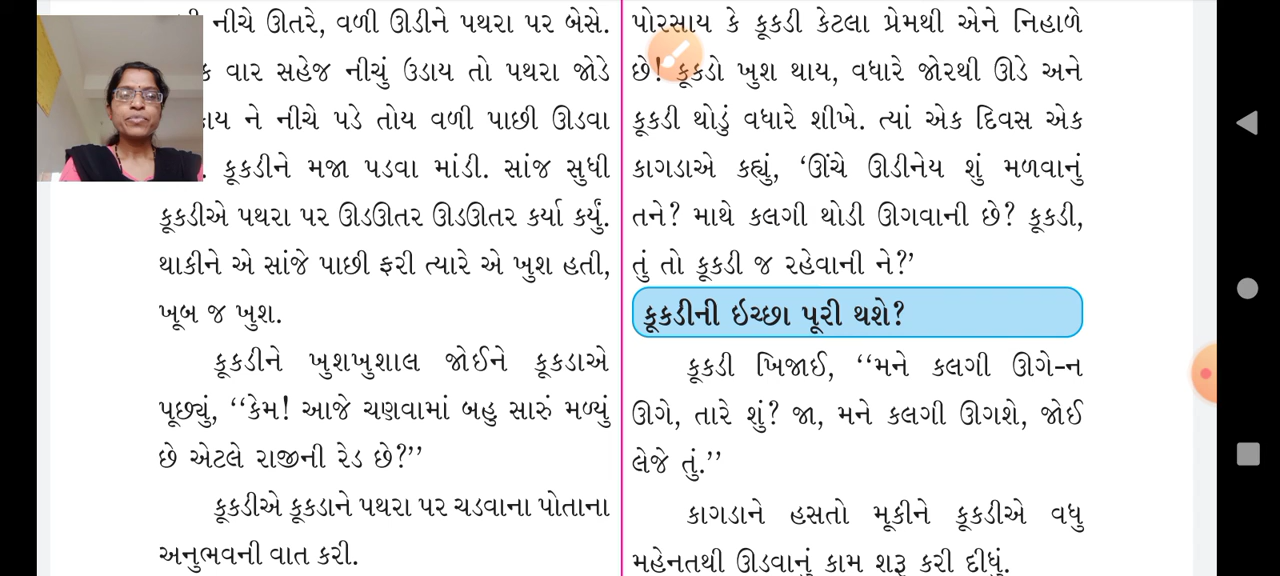 નીચે ઊતરે, વળી ઊડીને પથરા પર બેસે.
વાર સહેજ નીચું ઉડાય તો પથરા જોડે
ને નીચે પડે તોય વળી પાછી ઊડવા
કૂકડીને મજા પડવા માંડી. સાંજ સુધી
કૂકડીએ પથરા પર ઊડઊતર ઊડઊતર કર્યા કર્યું.
થાકીને એ સાંજે પાછી ફરી ત્યારે એ ખુશ હતી,
ખૂબ જ ખુશ.
કૂકડીને ખુશખુશાલ જોઈને કૂકડાએ
પૂછ્યું, ‘‘કેમ! આજે ચણવામાં બહુ સારું મળ્યું
છે એટલે રાજીની રેડ છે?’’
કૂકડીએ કૂકડાને પથરા પર ચડવાના પોતાના
અનુભવની વાત કરી.
પોરસાય કે કૂકડી કેટલા પ્રેમથી એને નિહાળે
છે! કૂકડો ખુશ થાય, વધારે જોરથી ઊડે અને
કૂકડી થોડું વધારે શીખે. ત્યાં એક દિવસ એક
કાગડાએ કહ્યું, ‘ઊંચે ઊડીનેય શું મળવાનું
તને? માથે કલગી થોડી ઊગવાની છે? કૂકડી,
તું તો કૂકડી જ રહેવાની ને?’
કૂકડીની ઇચ્છા પૂરી થશે?
કૂકડી ખિજાઈ, ‘‘મને કલગી ઊગે-ન
ઊગે, તારે શું? જા, મને કલગી ઊગશે, જોઈ
લેજે તું.’’
કાગડાને હસતો મૂકીને કૂકડીએ વધુ
મહેનતથી ઊડવાનું કામ શરૂ કરી દીધું.